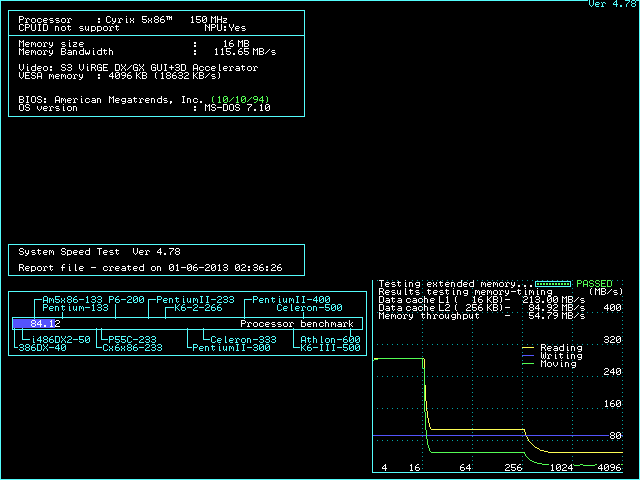 Ver 4.78
Processor : Cyrix 5x86™ 150 MHz
CPUID not support NPU:Yes
Memory size : 16 MB
Memory Bandwidth : 115.65 MB/s
Video: S3 ViRGE DX/GX GUI+3D Accelerator
VESA memory : 4096 KB (18632 KB/s)
BIOS: American Megatrends, Inc. (10/10/94)
OS version : MS-DOS 7.10
System Speed Test Ver 4.78
Report file - created on 01-06-2013 02:36:26
Am5x86-133 P6-200 PentiumII-233 PentiumII-400
Pentium-133 K6-2-266 Celeron-500
84.12 Processor benchmark
i486DX2-50 P55C-233 Celeron-333 Athlon-600
386DX-40 Cx6x86-233 PentiumII-300 K6-III-500
Testing extended memory... PASSED
Results testing memory-timing (MB/s)
Data cache L1 ( 16 KB)- 213.00 MB/s
Data cache L2 ( 256 KB)- 84.92 MB/s
Memory throughput - 54.79 MB/s
400
320
Reading
Writing
Moving
240
160
80
4 16 64 256 1024 4096